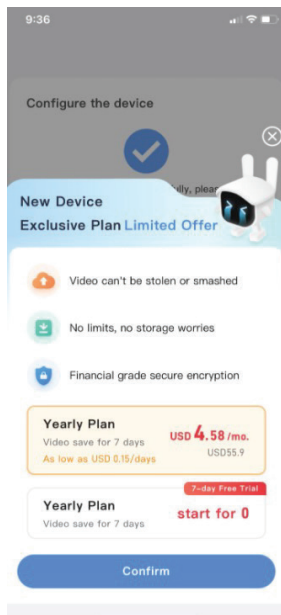 9:36
Configure the device
fully, pleas
New Device
Exclusive Plan Limited Offer
Video can't be stolen or smashed
No limits, no storage worries
Financial grade secure encryption
Yearly Plan
Video save for 7 days
As low as USD 0.15/days
USD 4.58 /mo.
USD55.9
7-day Free Trial
Yearly Plan
Video save for 7 days
start for 0
Confirm